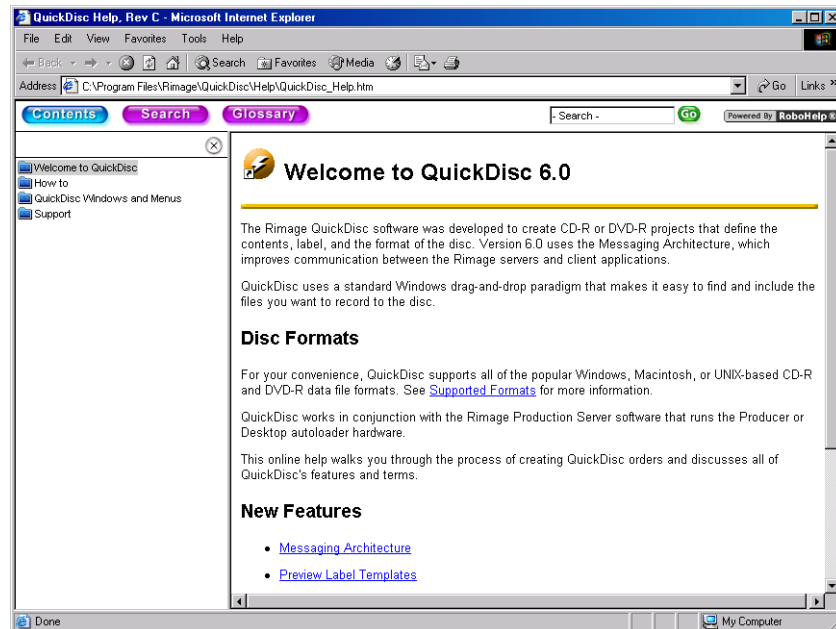 QuickDisc Help, Rev C - Microsoft Internet Explorer
File Edit View Favorites Tools Help
Back Search Favorites Media
Address C:\Program Files\Rimage\QuickDisc\Help\QuickDisc_Help.htm Go Links »
Contents Search Glossary - Search - Go Powered By RoboHelp®
Welcome to QuickDisc
How to
QuickDisc Windows and Menus
Support
Welcome to QuickDisc 6.0
The Rimage QuickDisc software was developed to create CD-R or DVD-R projects that define the
contents, label, and the format of the disc. Version 6.0 uses the Messaging Architecture, which
improves communication between the Rimage servers and client applications.
QuickDisc uses a standard Windows drag-and-drop paradigm that makes it easy to find and include the
files you want to record to the disc.
Disc Formats
For your convenience, QuickDisc supports all of the popular Windows, Macintosh, or UNIX-based CD-R
and DVD-R data file formats. See Supported Formats for more information.
QuickDisc works in conjunction with the Rimage Production Server software that runs the Producer or
Desktop autoloader hardware.
This online help walks you through the process of creating QuickDisc orders and discusses all of
QuickDisc's features and terms.
New Features
• Messaging Architecture
• Preview Label Templates
Done My Computer